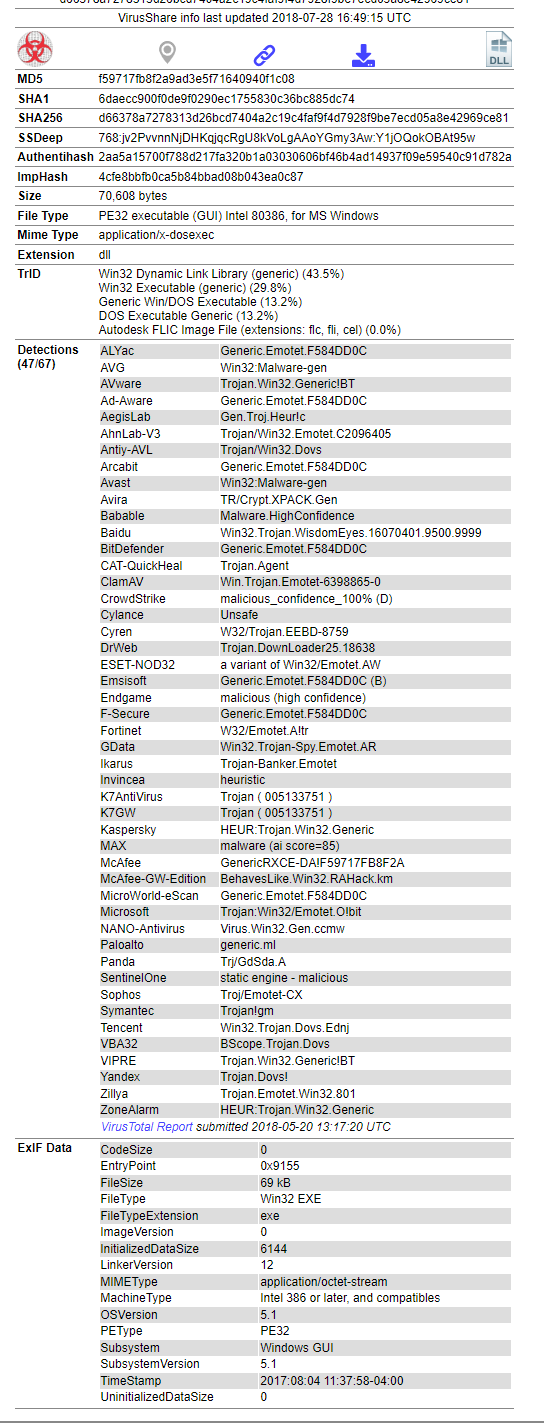 VirusShare info last updated 2018-07-28 16:49:15 UTC
DLL
MD5 f59717fb8f2a9ad3e5f71640940f1c08
SHA1 6daecc900f0de9f0290ec1755830c36bc885dc74
SHA256 d66378a7278313d26bcd7404a2c19c4faf9f4d7928f9be7ecd05a8e42969ce81
SSDeep 768:jv2PvvnnNjDHKqjqcRgU8kVoLgAAoYGmy3Aw:Y1jOQokOBAt95w
Authentihash 2aa5a15700f788d217fa320b1a03030606bf46b4ad14937f09e59540c91d782a
ImpHash 4cfe8bbfb0ca5b84bbad08b043ea0c87
Size 70,608 bytes
File Type PE32 executable (GUI) Intel 80386, for MS Windows
Mime Type application/x-dosexec
Extension dll
TrID Win32 Dynamic Link Library (generic) (43.5%)
Win32 Executable (generic) (29.8%)
Generic Win/DOS Executable (13.2%)
DOS Executable Generic (13.2%)
Autodesk FLIC Image File (extensions: flc, fli, cel) (0.0%)
Detections ALYac Generic.Emotet.F584DD0C
(47/67) AVG Win32:Malware-gen
AVware Trojan.Win32.Generic!BT
Ad-Aware Generic.Emotet.F584DD0C
AegisLab Gen.Troj.Heur!c
AhnLab-V3 Trojan/Win32.Emotet.C2096405
Antiy-AVL Trojan/Win32.Dovs
Arcabit Generic.Emotet.F584DD0C
Avast Win32:Malware-gen
Avira TR/Crypt.XPACK.Gen
Babable Malware.HighConfidence
Baidu Win32.Trojan.WisdomEyes.16070401.9500.9999
BitDefender Generic.Emotet.F584DD0C
CAT-QuickHeal Trojan.Agent
ClamAV Win.Trojan.Emotet-6398865-0
CrowdStrike malicious_confidence_100% (D)
Cylance Unsafe
Cyren W32/Trojan.EEBD-8759
DrWeb Trojan.DownLoader25.18638
ESET-NOD32 a variant of Win32/Emotet.AW
Emsisoft Generic.Emotet.F584DD0C (B)
Endgame malicious (high confidence)
F-Secure Generic.Emotet.F584DD0C
Fortinet W32/Emotet.A!tr
GData Win32.Trojan-Spy.Emotet.AR
Ikarus Trojan-Banker.Emotet
Invincea heuristic
K7AntiVirus Trojan ( 005133751 )
K7GW Trojan ( 005133751 )
Kaspersky HEUR:Trojan.Win32.Generic
MAX malware (ai score=85)
McAfee GenericRXCE-DA!F59717FB8F2A
McAfee-GW-Edition BehavesLike.Win32.RAHack.km
MicroWorld-eScan Generic.Emotet.F584DD0C
Microsoft Trojan:Win32/Emotet.O!bit
NANO-Antivirus Virus.Win32.Gen.ccmw
Paloalto generic.ml
Panda Trj/GdSda.A
SentinelOne static engine - malicious
Sophos Troj/Emotet-CX
Symantec Trojan!gm
Tencent Win32.Trojan.Dovs.Ednj
VBA32 BScope.Trojan.Dovs
VIPRE Trojan.Win32.Generic!BT
Yandex Trojan.Dovs!
Zillya Trojan.Emotet.Win32.801
ZoneAlarm HEUR:Trojan.Win32.Generic
VirusTotal Report submitted 2018-05-20 13:17:20 UTC
ExIF Data CodeSize 0
EntryPoint 0x9155
FileSize 69 kB
FileType Win32 EXE
FileTypeExtension exe
ImageVersion 0
InitializedDataSize 6144
LinkerVersion 12
MIMEType application/octet-stream
MachineType Intel 386 or later, and compatibles
OSVersion 5.1
PEType PE32
Subsystem Windows GUI
SubsystemVersion 5.1
TimeStamp 2017:08:04 11:37:58-04:00
UninitializedDataSize 0